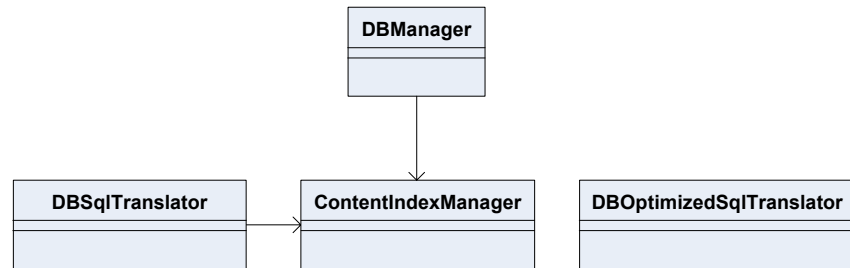 DBManager
DBSqlTranslator
ContentIndexManager
DBOptimizedSqlTranslator